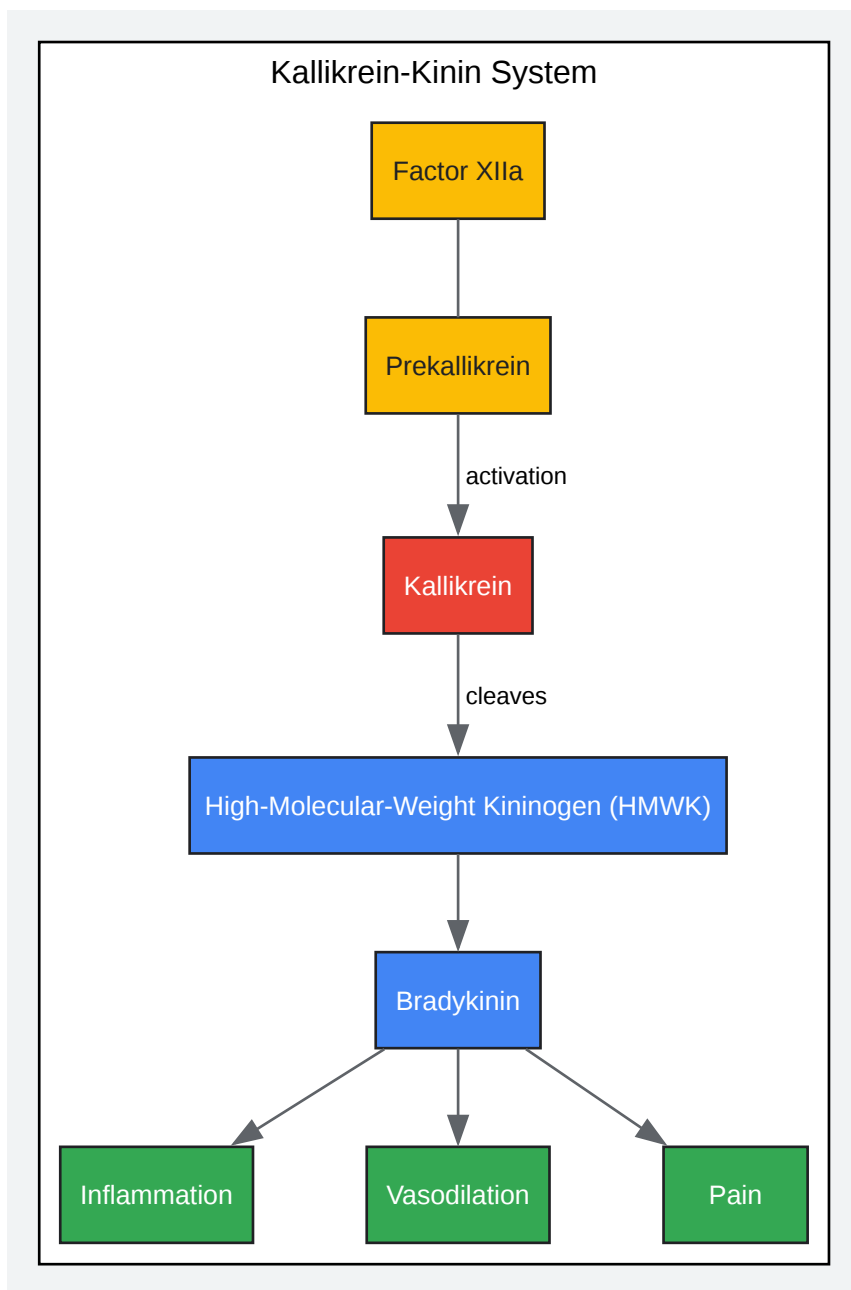 Kallikrein-Kinin System
Factor XIIa
Prekallikrein
activation
Kallikrein
cleaves
High-Molecular-Weight Kininogen (HMWK)
Bradykinin
Inflammation
Vasodilation
Pain